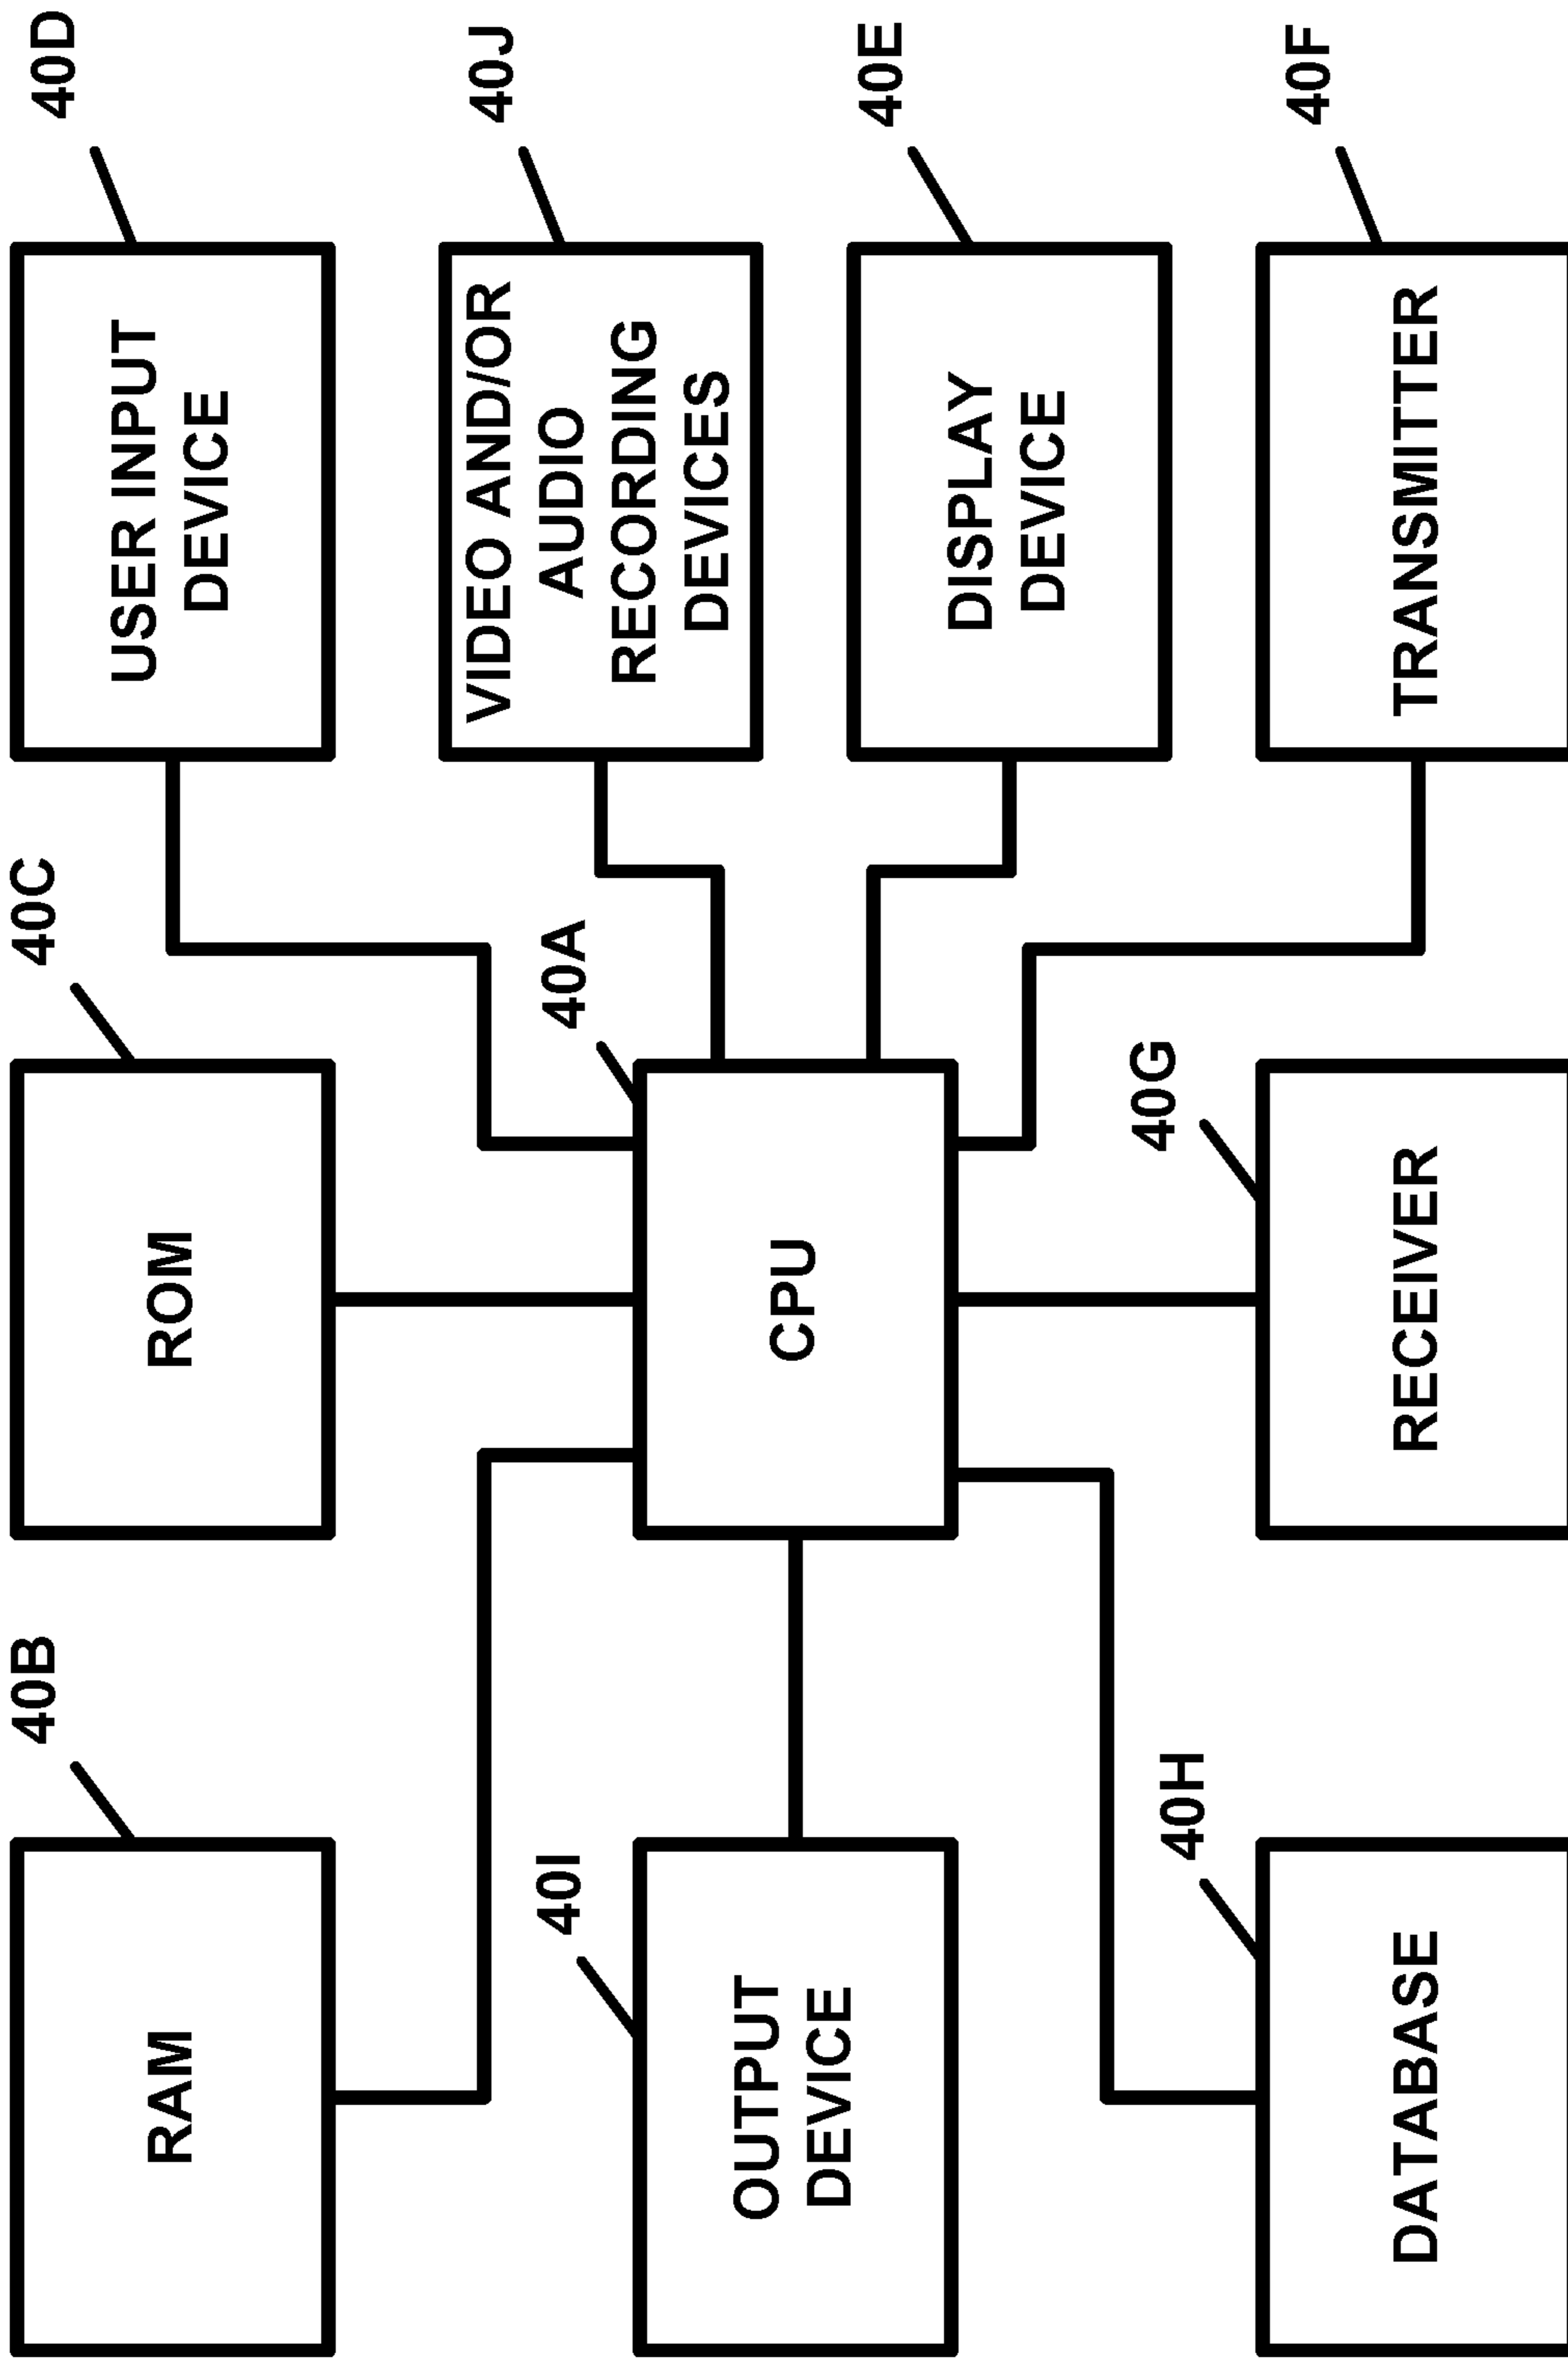 40B
RAM
40C
ROM
40D
USER INPUT
DEVICE
40I
OUTPUT
DEVICE
40A
CPU
40J
VIDEO AND/OR
AUDIO
RECORDING
DEVICES
40E
DISPLAY
DEVICE
40H
DATABASE
40G
RECEIVER
40F
TRANSMITTER